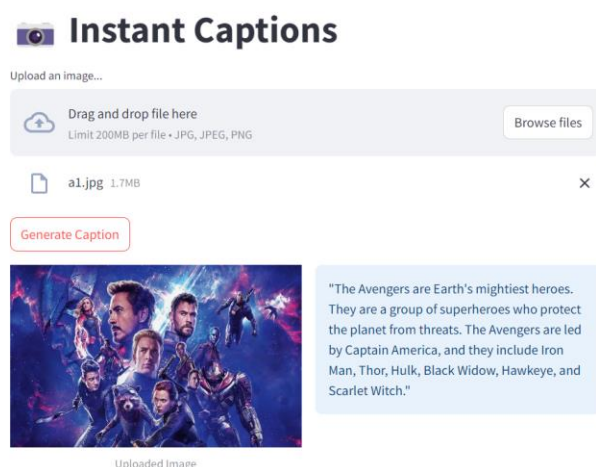 Instant Captions
Upload an image...
Drag and drop file here
Limit 200MB per file • JPG, JPEG, PNG
Browse files
a1.jpg 1.7MB
Generate Caption
"The Avengers are Earth's mightiest heroes.
They are a group of superheroes who protect
the planet from threats. The Avengers are led
by Captain America, and they include Iron
Man, Thor, Hulk, Black Widow, Hawkeye, and
Scarlet Witch."
Uploaded Image